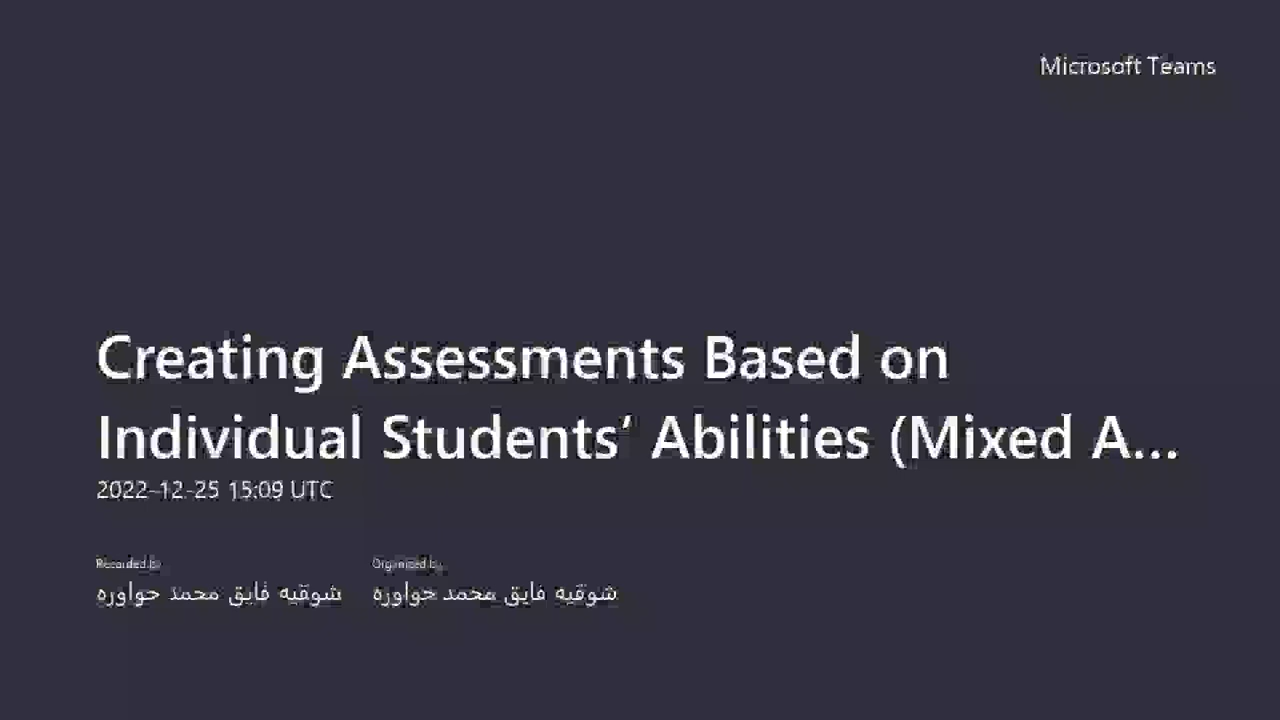 Microsoft Teams
Creating Assessments Based on
Individual Students’ Abilities (Mixed A...
2022-12-25 15:09 UTC
Recorded by Organized by
شوقيه فايق محمد حواوره شوقيه فايق محمد حواوره